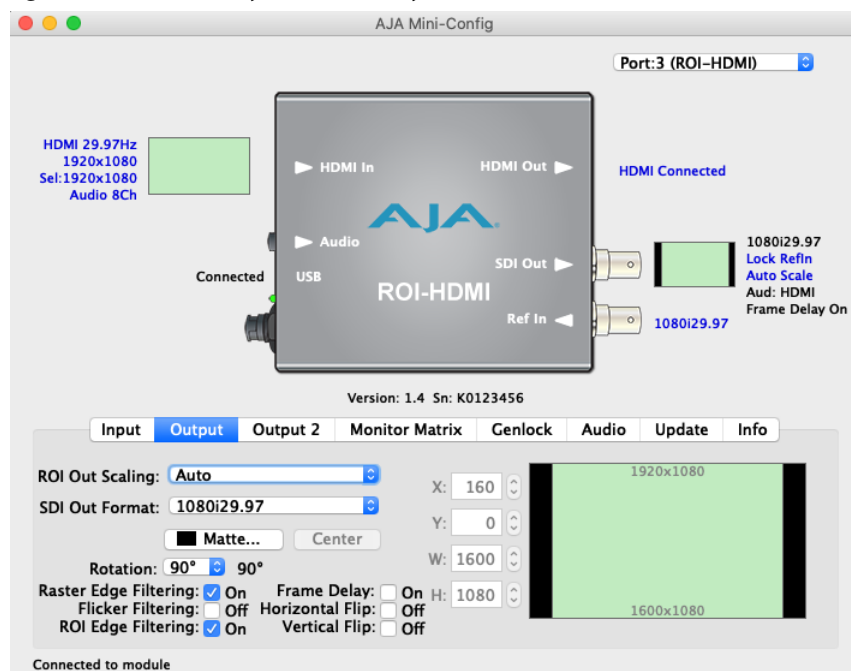 AJA Mini-Config
Port:3 (ROI-HDMI)
HDMI 29.97Hz
1920x1080
Sel:1920x1080
Audio 8Ch
HDMI In
HDMI Out
HDMI Connected
AJA
Audio
Connected
USB
SDI Out
ROI-HDMI
Ref In
1080i29.97
Lock RefIn
Auto Scale
Aud: HDMI
Frame Delay On
1080i29.97
Version: 1.4 Sn: K0123456
Input Output Output 2 Monitor Matrix Genlock Audio Update Info
ROI Out Scaling: Auto
SDI Out Format: 1080i29.97
Matte... Center
Rotation: 90° 90°
Raster Edge Filtering: On Frame Delay: On
Flicker Filtering: Off Horizontal Flip: Off
ROI Edge Filtering: On Vertical Flip: Off
X: 160
Y: 0
W: 1600
H: 1080
1920x1080
1600x1080
Connected to module